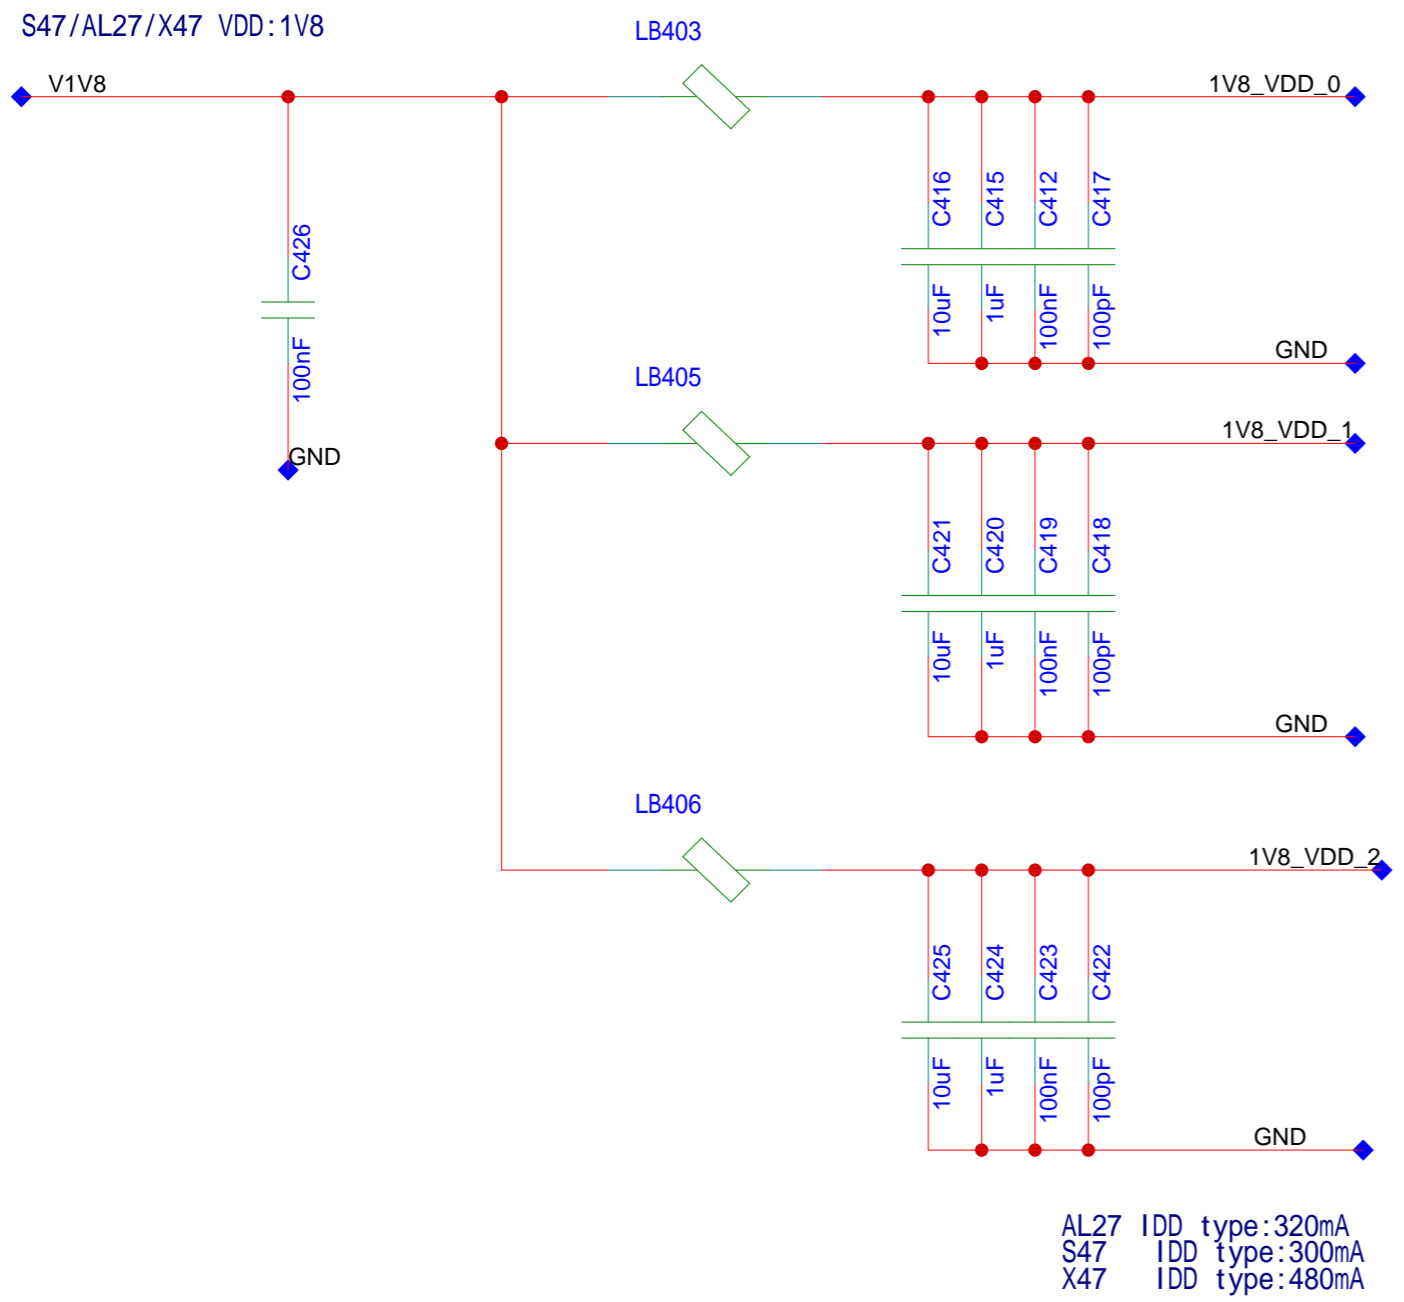 S47/AL27/X47 VDD:1V8
LB403
V1V8
1V8_VDD_0
C416
C415
C412
C417
C426
10uF
1uF
100nF
100pF
100nF
GND
LB405
1V8_VDD_1
GND
C421
C420
C419
C418
10uF
1uF
100nF
100pF
GND
LB406
1V8_VDD_2
C425
C424
C423
C422
10uF
1uF
100nF
100pF
GND
AL27 IDD type:320mA
S47 IDD type:300mA
X47 IDD type:480mA